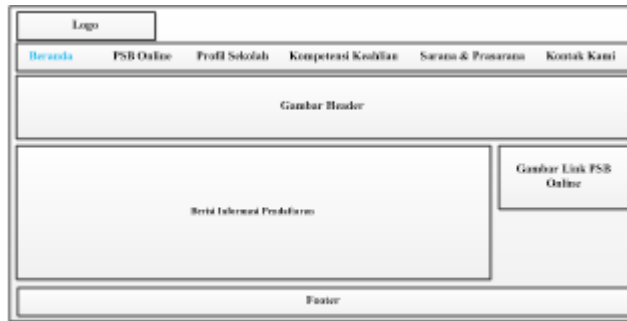 Logo
Beranda PSB Online Profil Sekolah Kompetensi Keahlian Sarana & Prasarana Kontak Kami
Gambar Header
Gambar Link PSB
Online
Berisi Informasi Pendaftaran
Footer